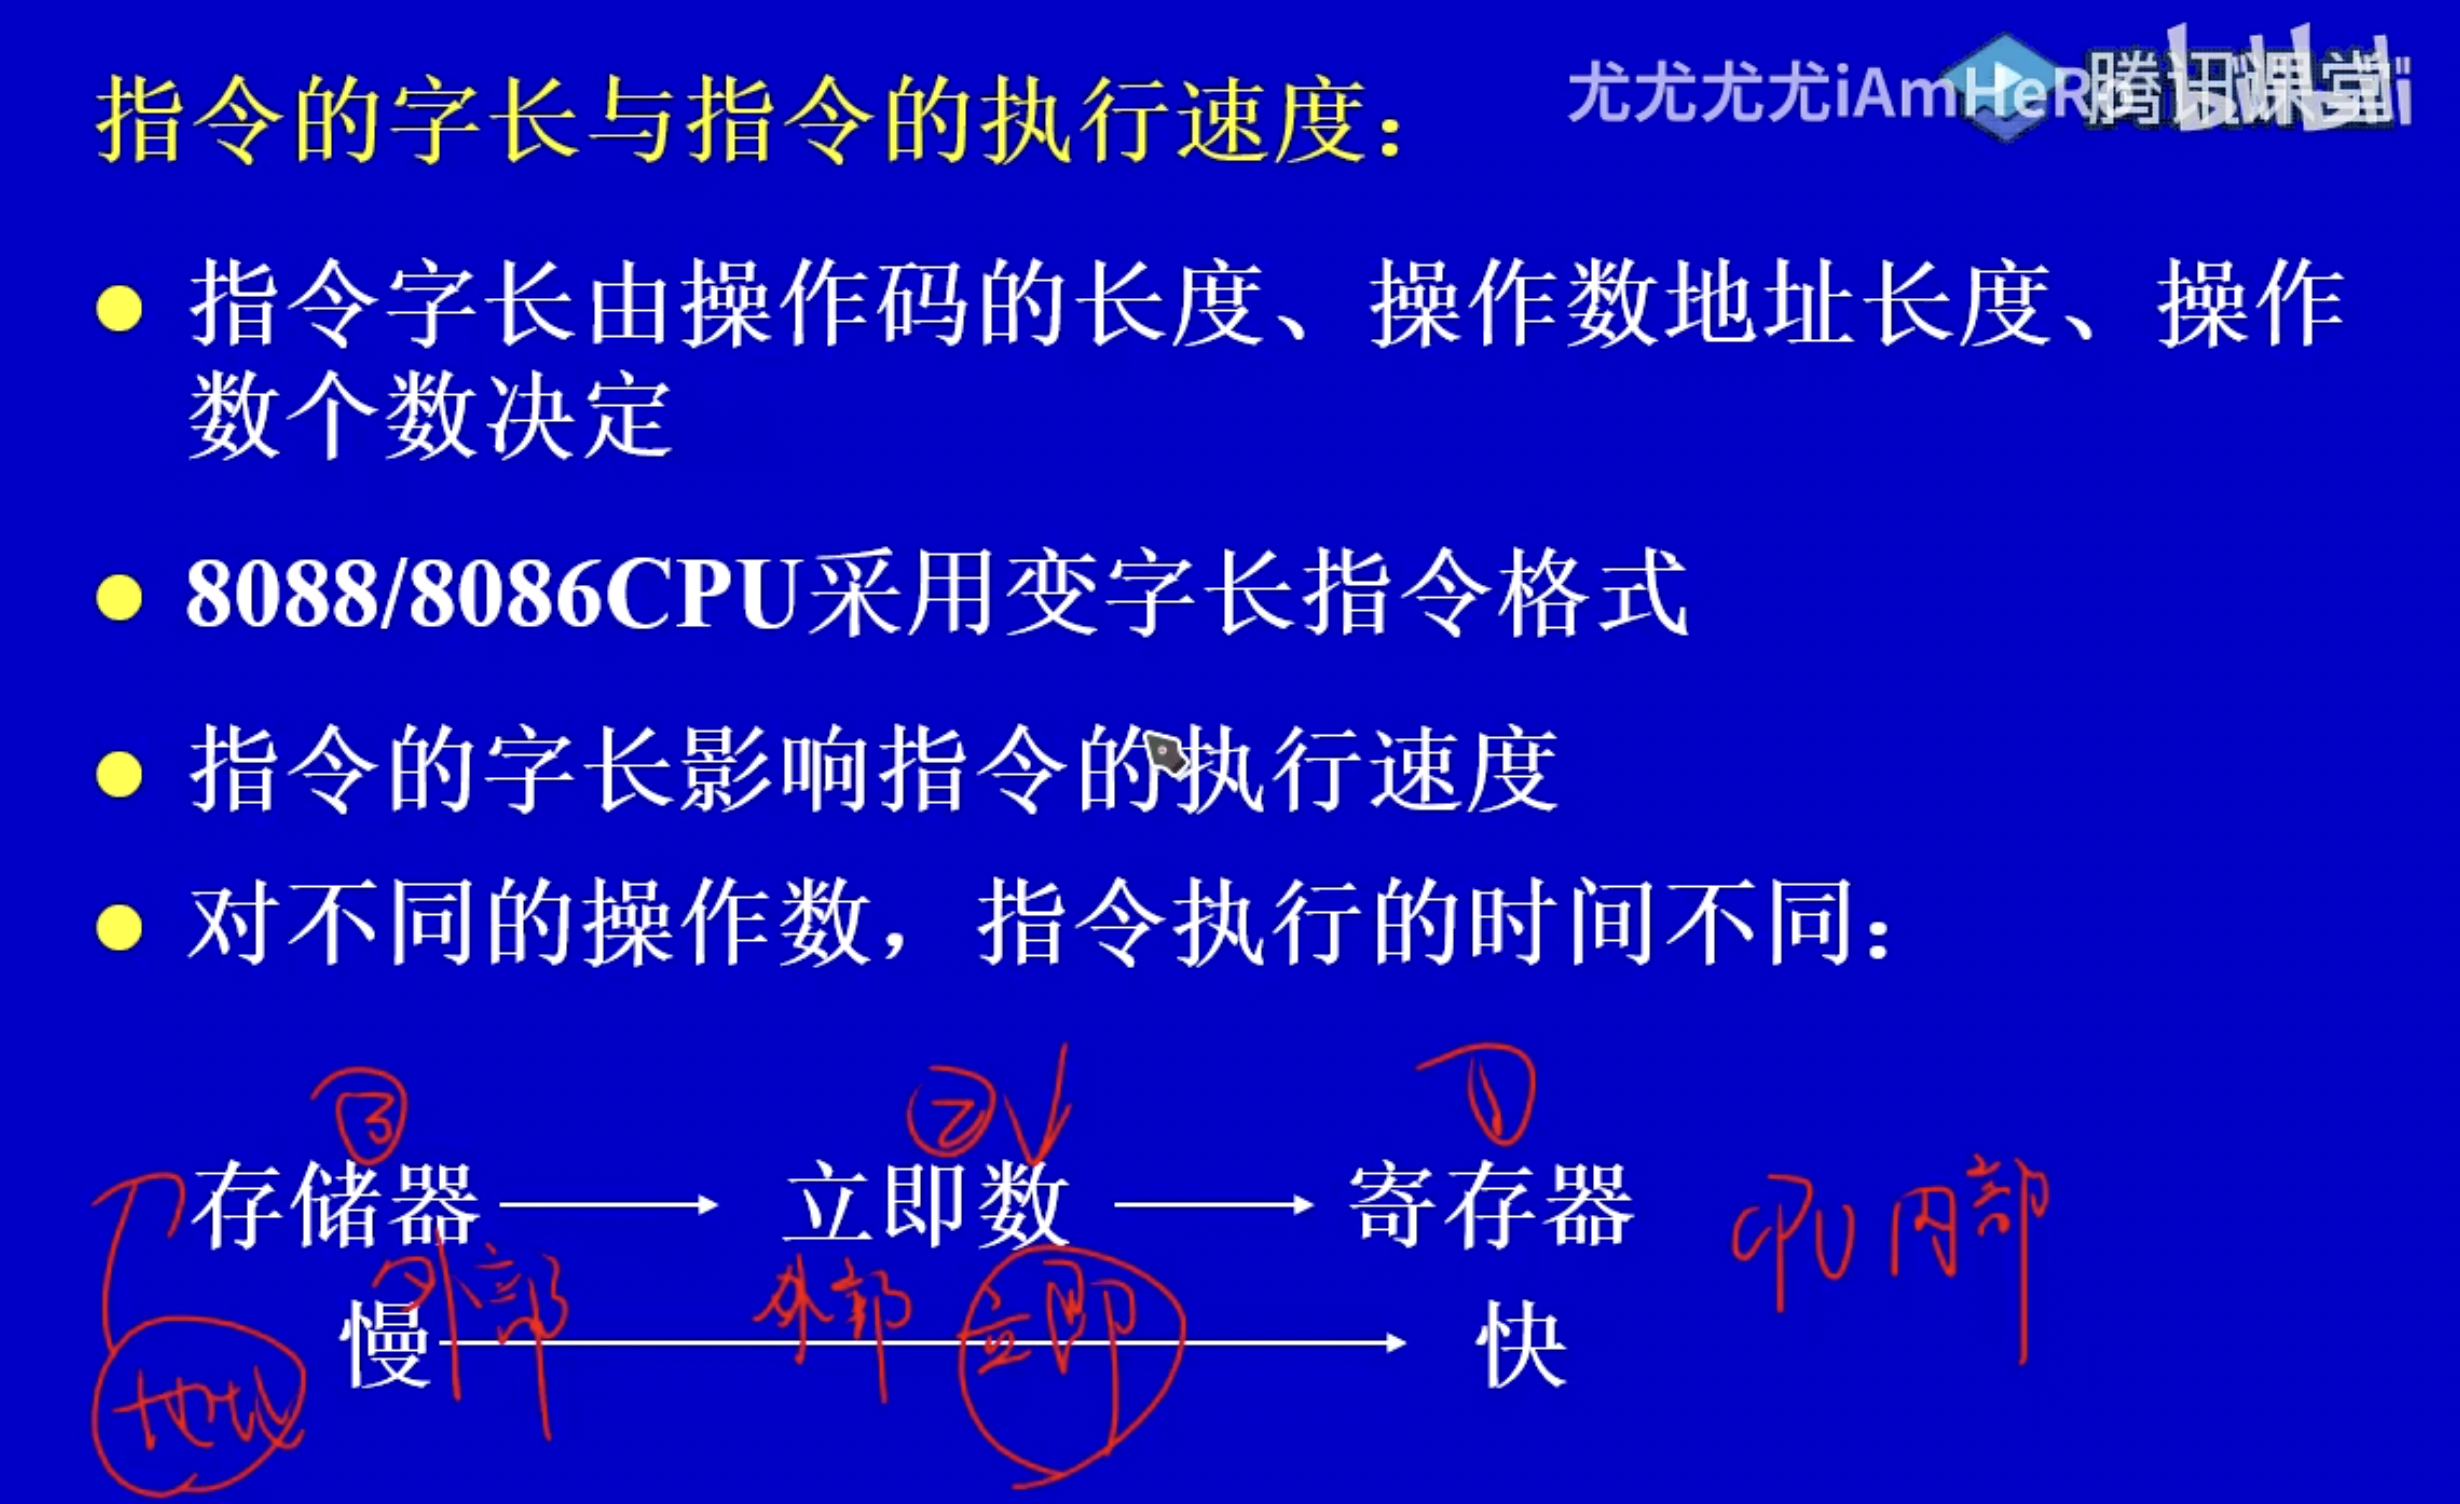 尤尤尤尤iAmHeR 腾讯课堂
指令的字长与指令的执行速度：
指令字长由操作码的长度、操作数地址长度、操作
数个数决定
8088/8086CPU采用变字长指令格式
指令的字长影响指令的执行速度
对不同的操作数，指令执行的时间不同：
③ ② ①
存储器 立即数 寄存器 CPU内部
外部 外部 立即
慢 快
地址